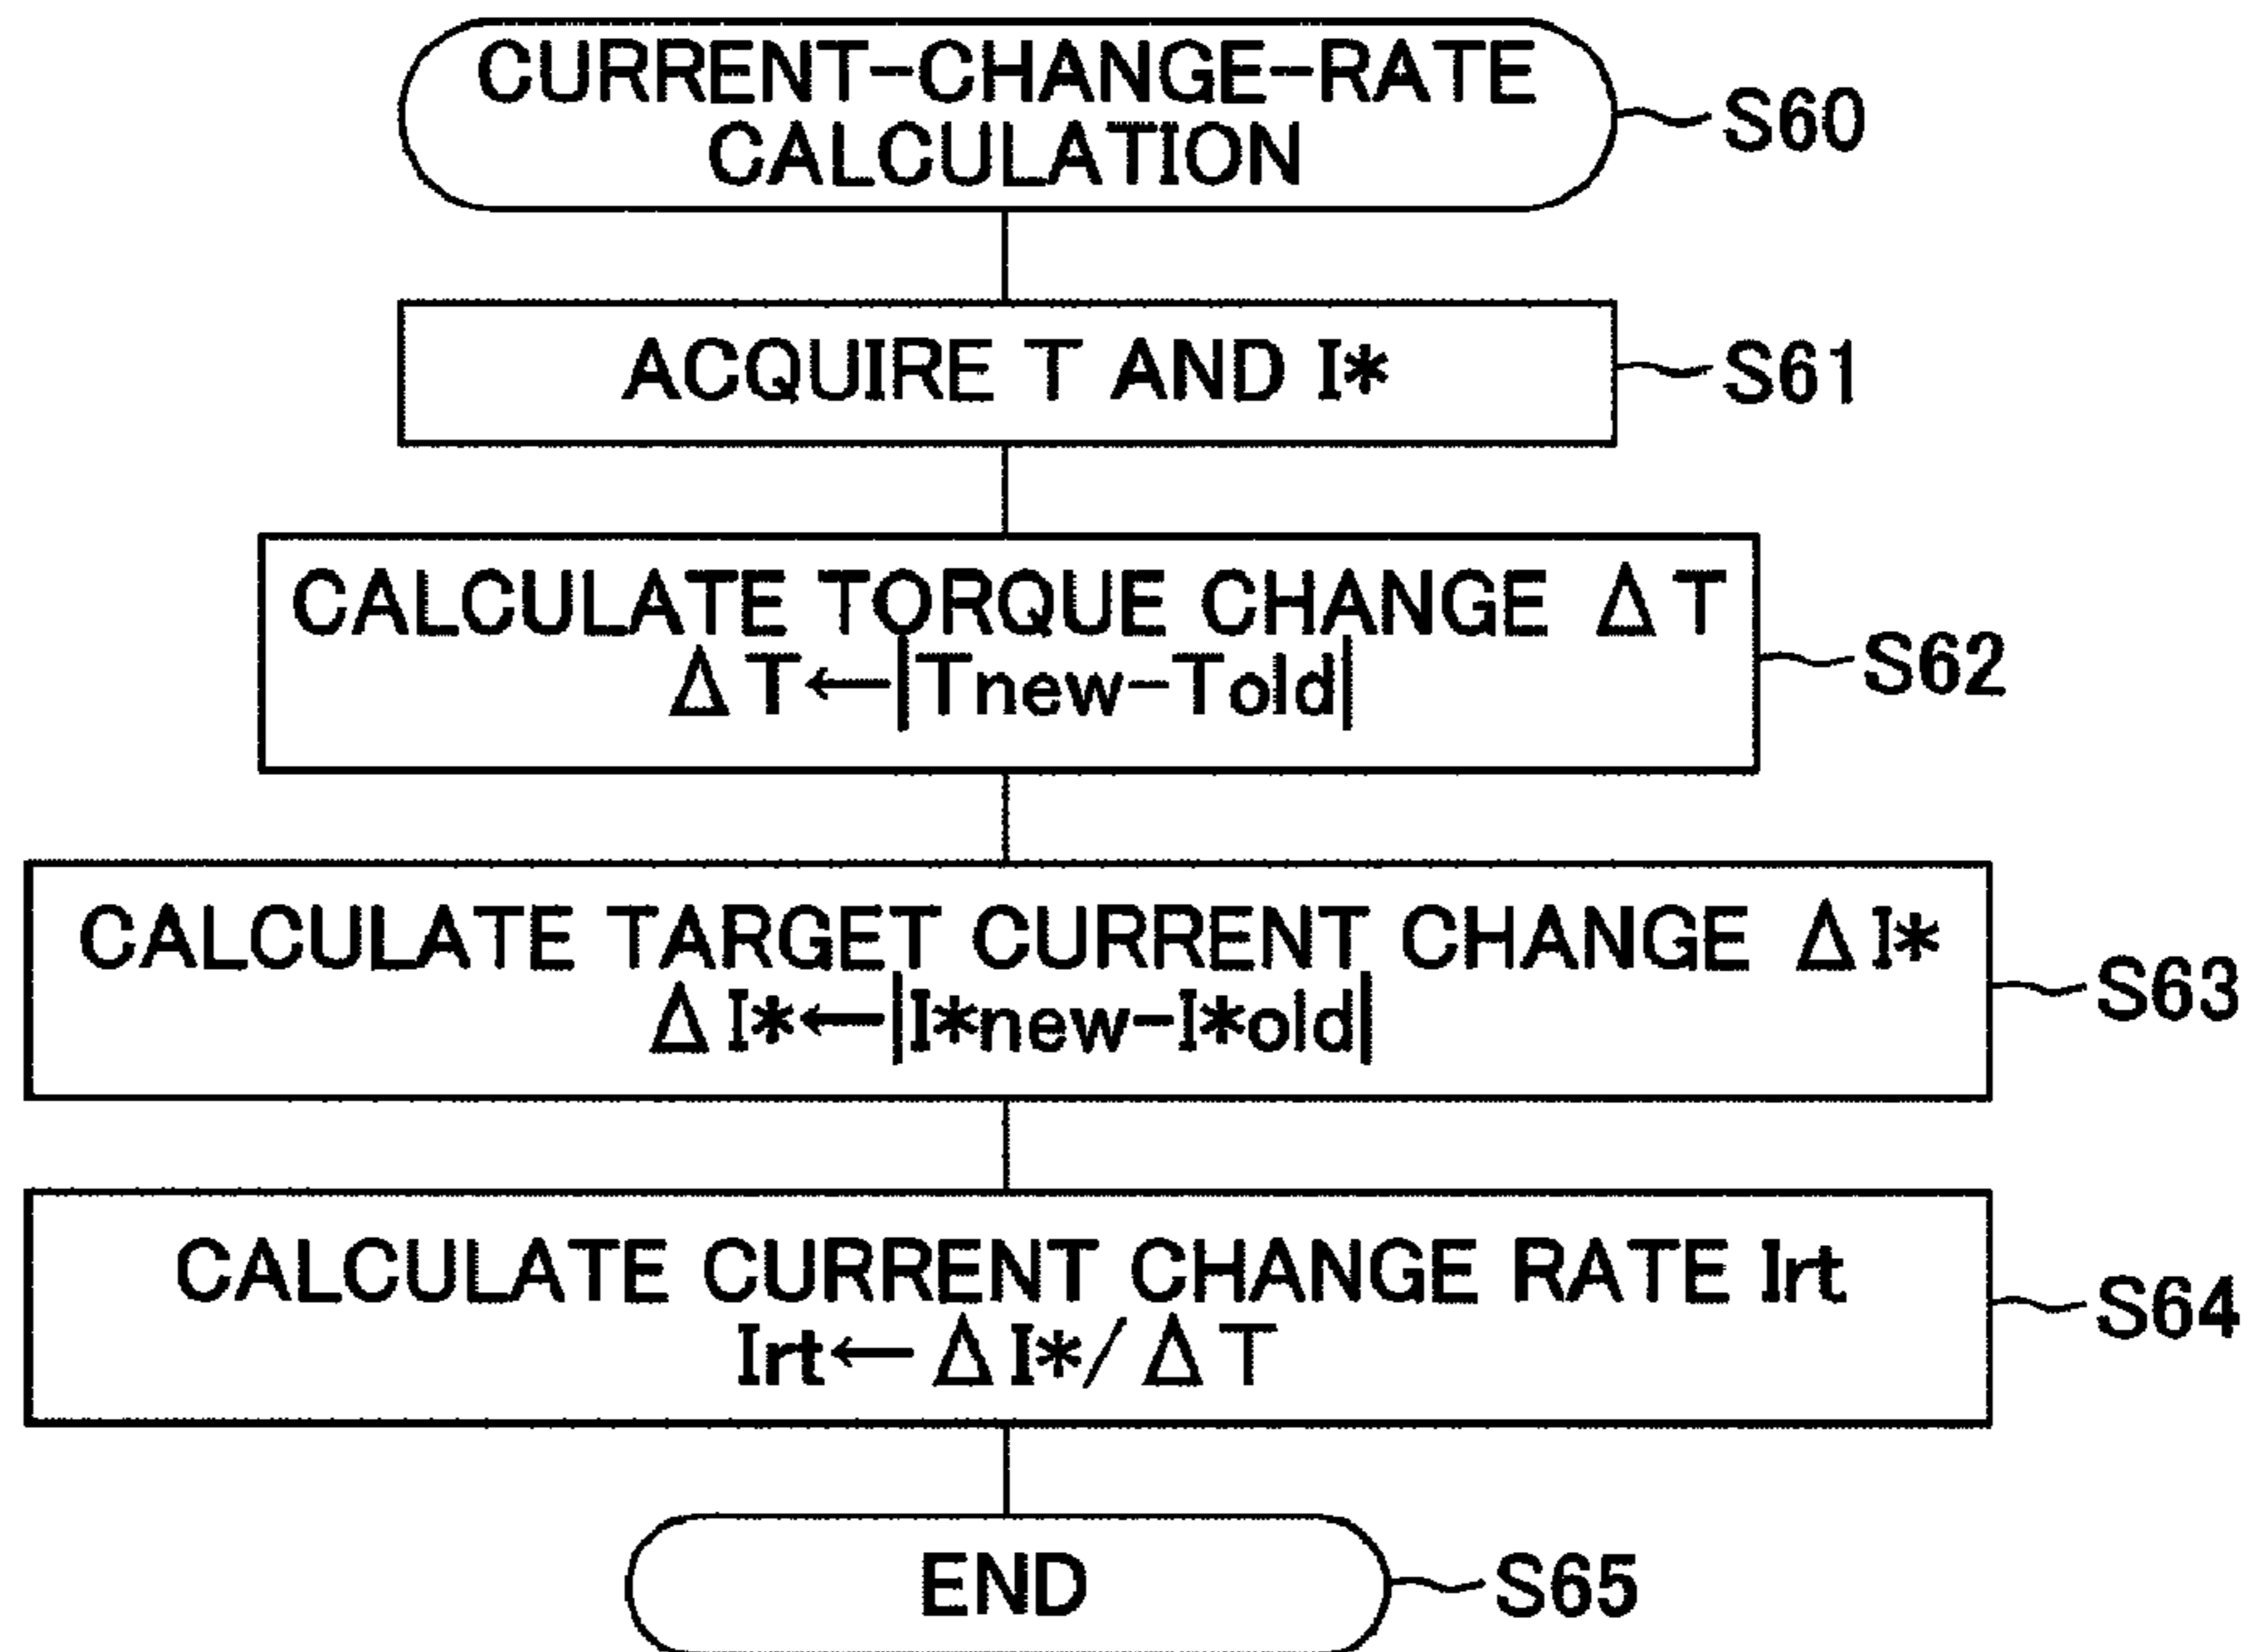 CURRENT-CHANGE-RATE
CALCULATION
S60
ACQUIRE T AND I*
S61
CALCULATE TORQUE CHANGE ΔT
ΔT←|Tnew-Told|
S62
CALCULATE TARGET CURRENT CHANGE ΔI*
ΔI*←|I*new-I*old|
S63
CALCULATE CURRENT CHANGE RATE Irt
Irt←ΔI*/ΔT
S64
END
S65